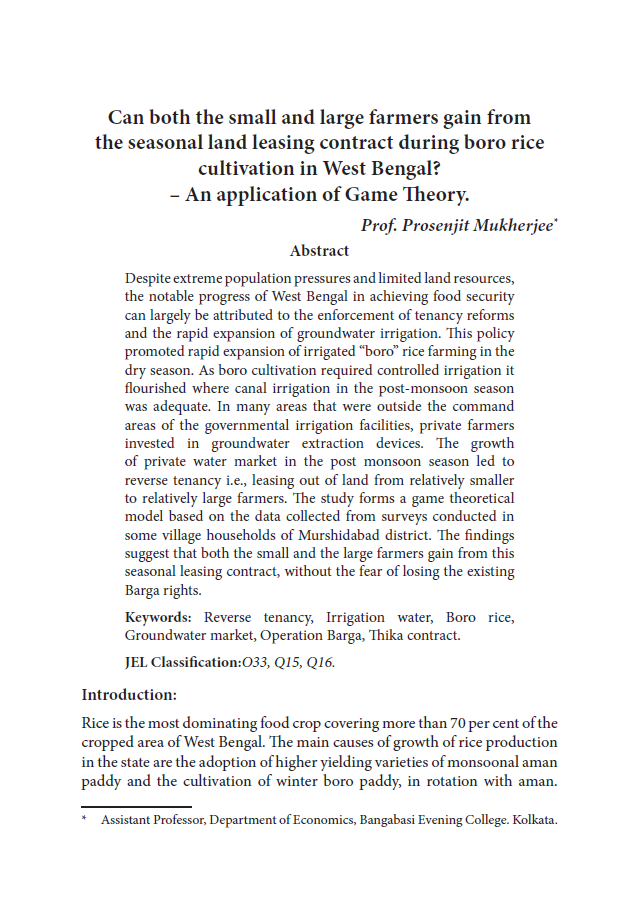 Can both the small and large farmers gain from
the seasonal land leasing contract during boro rice
cultivation in West Bengal?
– An application of Game Theory.
Prof. Prosenjit Mukherjee*
Abstract
Despite extreme population pressures and limited land resources,
the notable progress of West Bengal in achieving food security
can largely be attributed to the enforcement of tenancy reforms
and the rapid expansion of groundwater irrigation. This policy
promoted rapid expansion of irrigated “boro” rice farming in the
dry season. As boro cultivation required controlled irrigation it
flourished where canal irrigation in the post-monsoon season
was adequate. In many areas that were outside the command
areas of the governmental irrigation facilities, private farmers
invested in groundwater extraction devices. The growth
of private water market in the post monsoon season led to
reverse tenancy i.e., leasing out of land from relatively smaller
to relatively large farmers. The study forms a game theoretical
model based on the data collected from surveys conducted in
some village households of Murshidabad district. The findings
suggest that both the small and the large farmers gain from this
seasonal leasing contract, without the fear of losing the existing
Barga rights.
Keywords: Reverse tenancy, Irrigation water, Boro rice,
Groundwater market, Operation Barga, Thika contract.
JEL Classification:O33, Q15, Q16.
Introduction:
Rice is the most dominating food crop covering more than 70 per cent of the
cropped area of West Bengal. The main causes of growth of rice production
in the state are the adoption of higher yielding varieties of monsoonal aman
paddy and the cultivation of winter boro paddy, in rotation with aman.
* Assistant Professor, Department of Economics, Bangabasi Evening College. Kolkata.